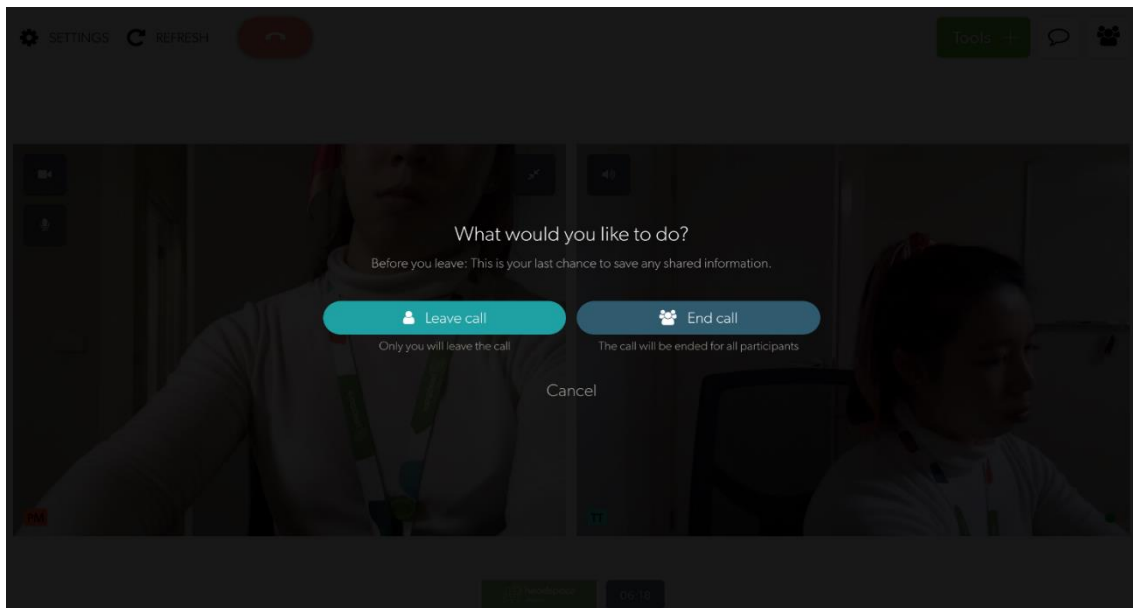 SETTINGS REFRESH
Tools +
What would you like to do?
Before you leave: This is your last chance to save any shared information.
Leave call End call
Only you will leave the call The call will be ended for all participants
Cancel
PM TT
06:18